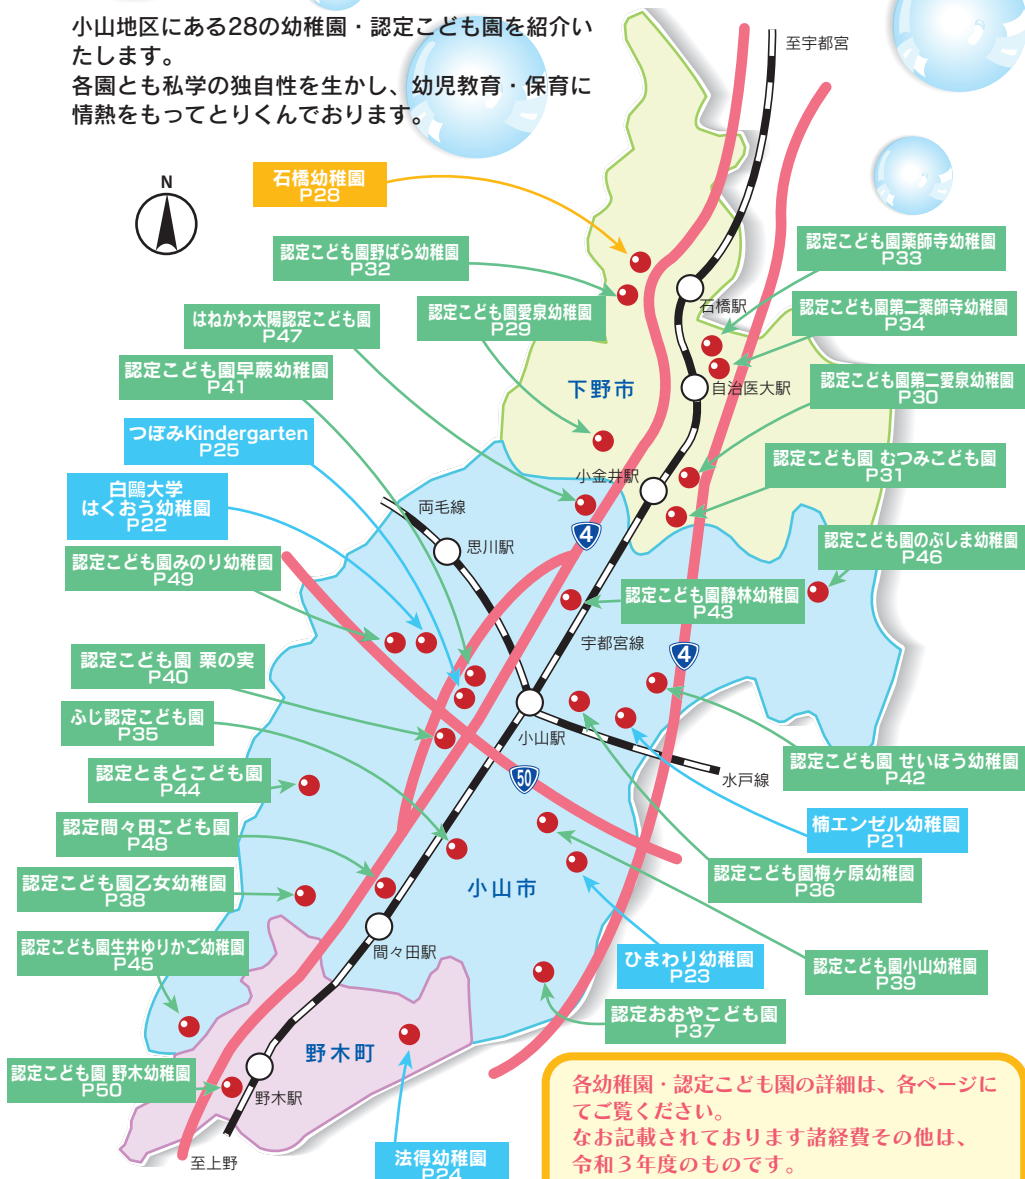 小山地区にある28の幼稚園・認定こども園を紹介い
たします。
各園とも私学の独自性を生かし、幼児教育・保育に
情熱をもってとりくんでおります。
至宇都宮
N
石橋幼稚園
P28
認定こども園野ばら幼稚園
P32
認定こども園薬師寺幼稚園
P33
石橋駅
はねかわ太陽認定こども園
P47
認定こども園愛泉幼稚園
P29
認定こども園第二薬師寺幼稚園
P34
認定こども園早蕨幼稚園
P41
下野市
自治医大駅
認定こども園第二愛泉幼稚園
P30
つぼみKindergarten
P25
小金井駅
認定こども園 むつみこども園
P31
白鷗大学
はくおう幼稚園
P22
両毛線
思川駅
4
認定こども園のぶしま幼稚園
P46
認定こども園みのり幼稚園
P49
認定こども園静林幼稚園
P43
宇都宮線
4
認定こども園 栗の実
P40
ふじ認定こども園
P35
小山駅
水戸線
認定こども園 せいほう幼稚園
P42
認定とまとこども園
P44
50
楠エンゼル幼稚園
P21
認定間々田こども園
P48
認定こども園梅ヶ原幼稚園
P36
認定こども園乙女幼稚園
P38
小山市
認定こども園生井ゆりかご幼稚園
P45
間々田駅
ひまわり幼稚園
P23
認定こども園小山幼稚園
P39
認定おおやこども園
P37
野木町
認定こども園 野木幼稚園
P50
野木駅
至上野
法得幼稚園
P24
各幼稚園・認定こども園の詳細は、各ページに
てご覧ください。
なお記載されております諸経費その他は、
令和３年度のものです。